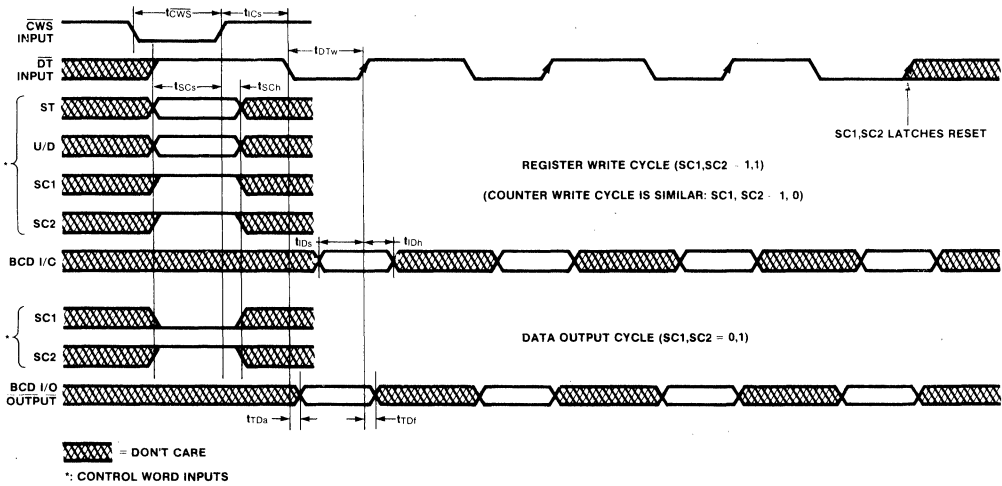 tCWS
tICs
CWS
INPUT
tDTw
DT
INPUT
tSCs
tSCh
ST
SC1,SC2 LATCHES RESET
U/D
REGISTER WRITE CYCLE (SC1,SC2 - 1,1)
*
SC1
(COUNTER WRITE CYCLE IS SIMILAR: SC1, SC2 - 1, 0)
SC2
tIDs
tIDh
BCD I/C
SC1
*
DATA OUTPUT CYCLE (SC1,SC2 = 0,1)
SC2
BCD I/O
OUTPUT
tTDa
tTDf
= DON'T CARE
*: CONTROL WORD INPUTS